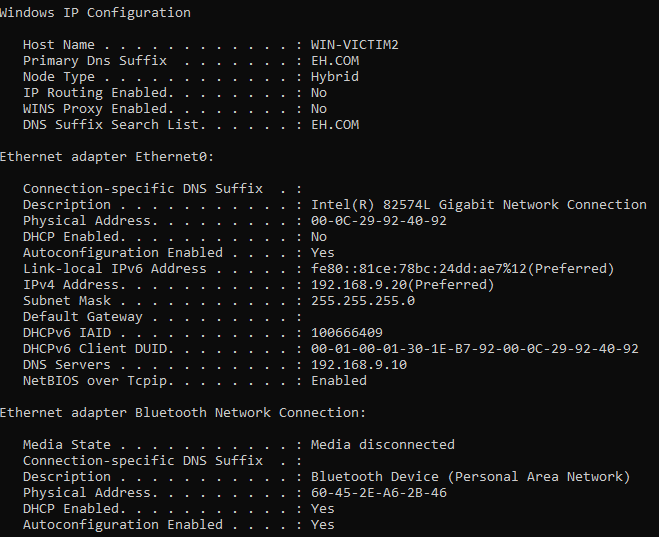 Windows IP Configuration
Host Name . . . . . . . . . . . . : WIN-VICTIM2
Primary Dns Suffix  . . . . . . . : EH.COM
Node Type . . . . . . . . . . . . : Hybrid
IP Routing Enabled. . . . . . . . : No
WINS Proxy Enabled. . . . . . . . : No
DNS Suffix Search List. . . . . . : EH.COM
Ethernet adapter Ethernet0:
Connection-specific DNS Suffix  . :
Description . . . . . . . . . . . : Intel(R) 82574L Gigabit Network Connection
Physical Address. . . . . . . . . : 00-0C-29-92-40-92
DHCP Enabled. . . . . . . . . . . : No
Autoconfiguration Enabled . . . . : Yes
Link-local IPv6 Address . . . . . : fe80::81ce:78bc:24dd:ae7%12(Preferred)
IPv4 Address. . . . . . . . . . . : 192.168.9.20(Preferred)
Subnet Mask . . . . . . . . . . . : 255.255.255.0
Default Gateway . . . . . . . . . :
DHCPv6 IAID . . . . . . . . . . . : 100666409
DHCPv6 Client DUID. . . . . . . . : 00-01-00-01-30-1E-B7-92-00-0C-29-92-40-92
DNS Servers . . . . . . . . . . . : 192.168.9.10
NetBIOS over Tcpip. . . . . . . . : Enabled
Ethernet adapter Bluetooth Network Connection:
Media State . . . . . . . . . . . : Media disconnected
Connection-specific DNS Suffix  . :
Description . . . . . . . . . . . : Bluetooth Device (Personal Area Network)
Physical Address. . . . . . . . . : 60-45-2E-A6-2B-46
DHCP Enabled. . . . . . . . . . . : Yes
Autoconfiguration Enabled . . . . : Yes